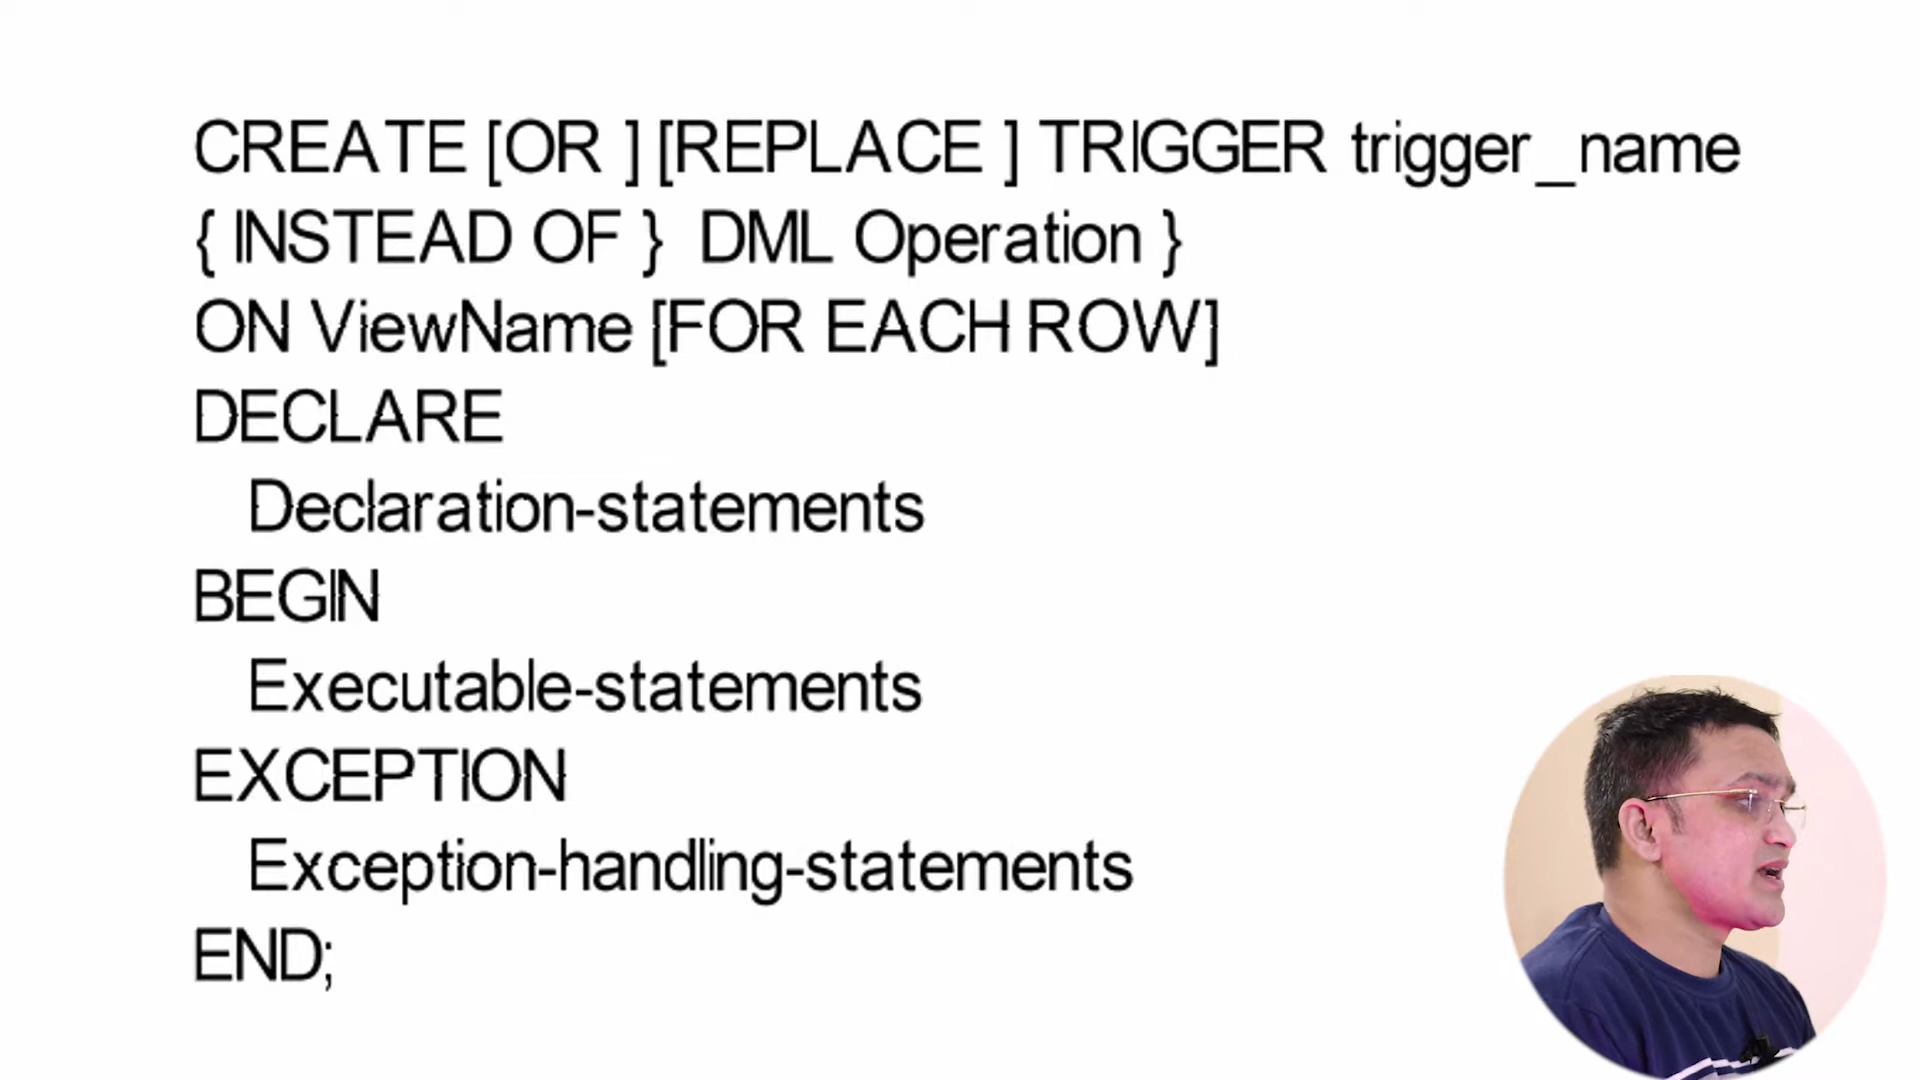 CREATE [OR ] [REPLACE ] TRIGGER trigger_name
{ INSTEAD OF } DML Operation }
ON ViewName [FOR EACH ROW]
DECLARE
Declaration-statements
BEGIN
Executable-statements
EXCEPTION
Exception-handling-statements
END;